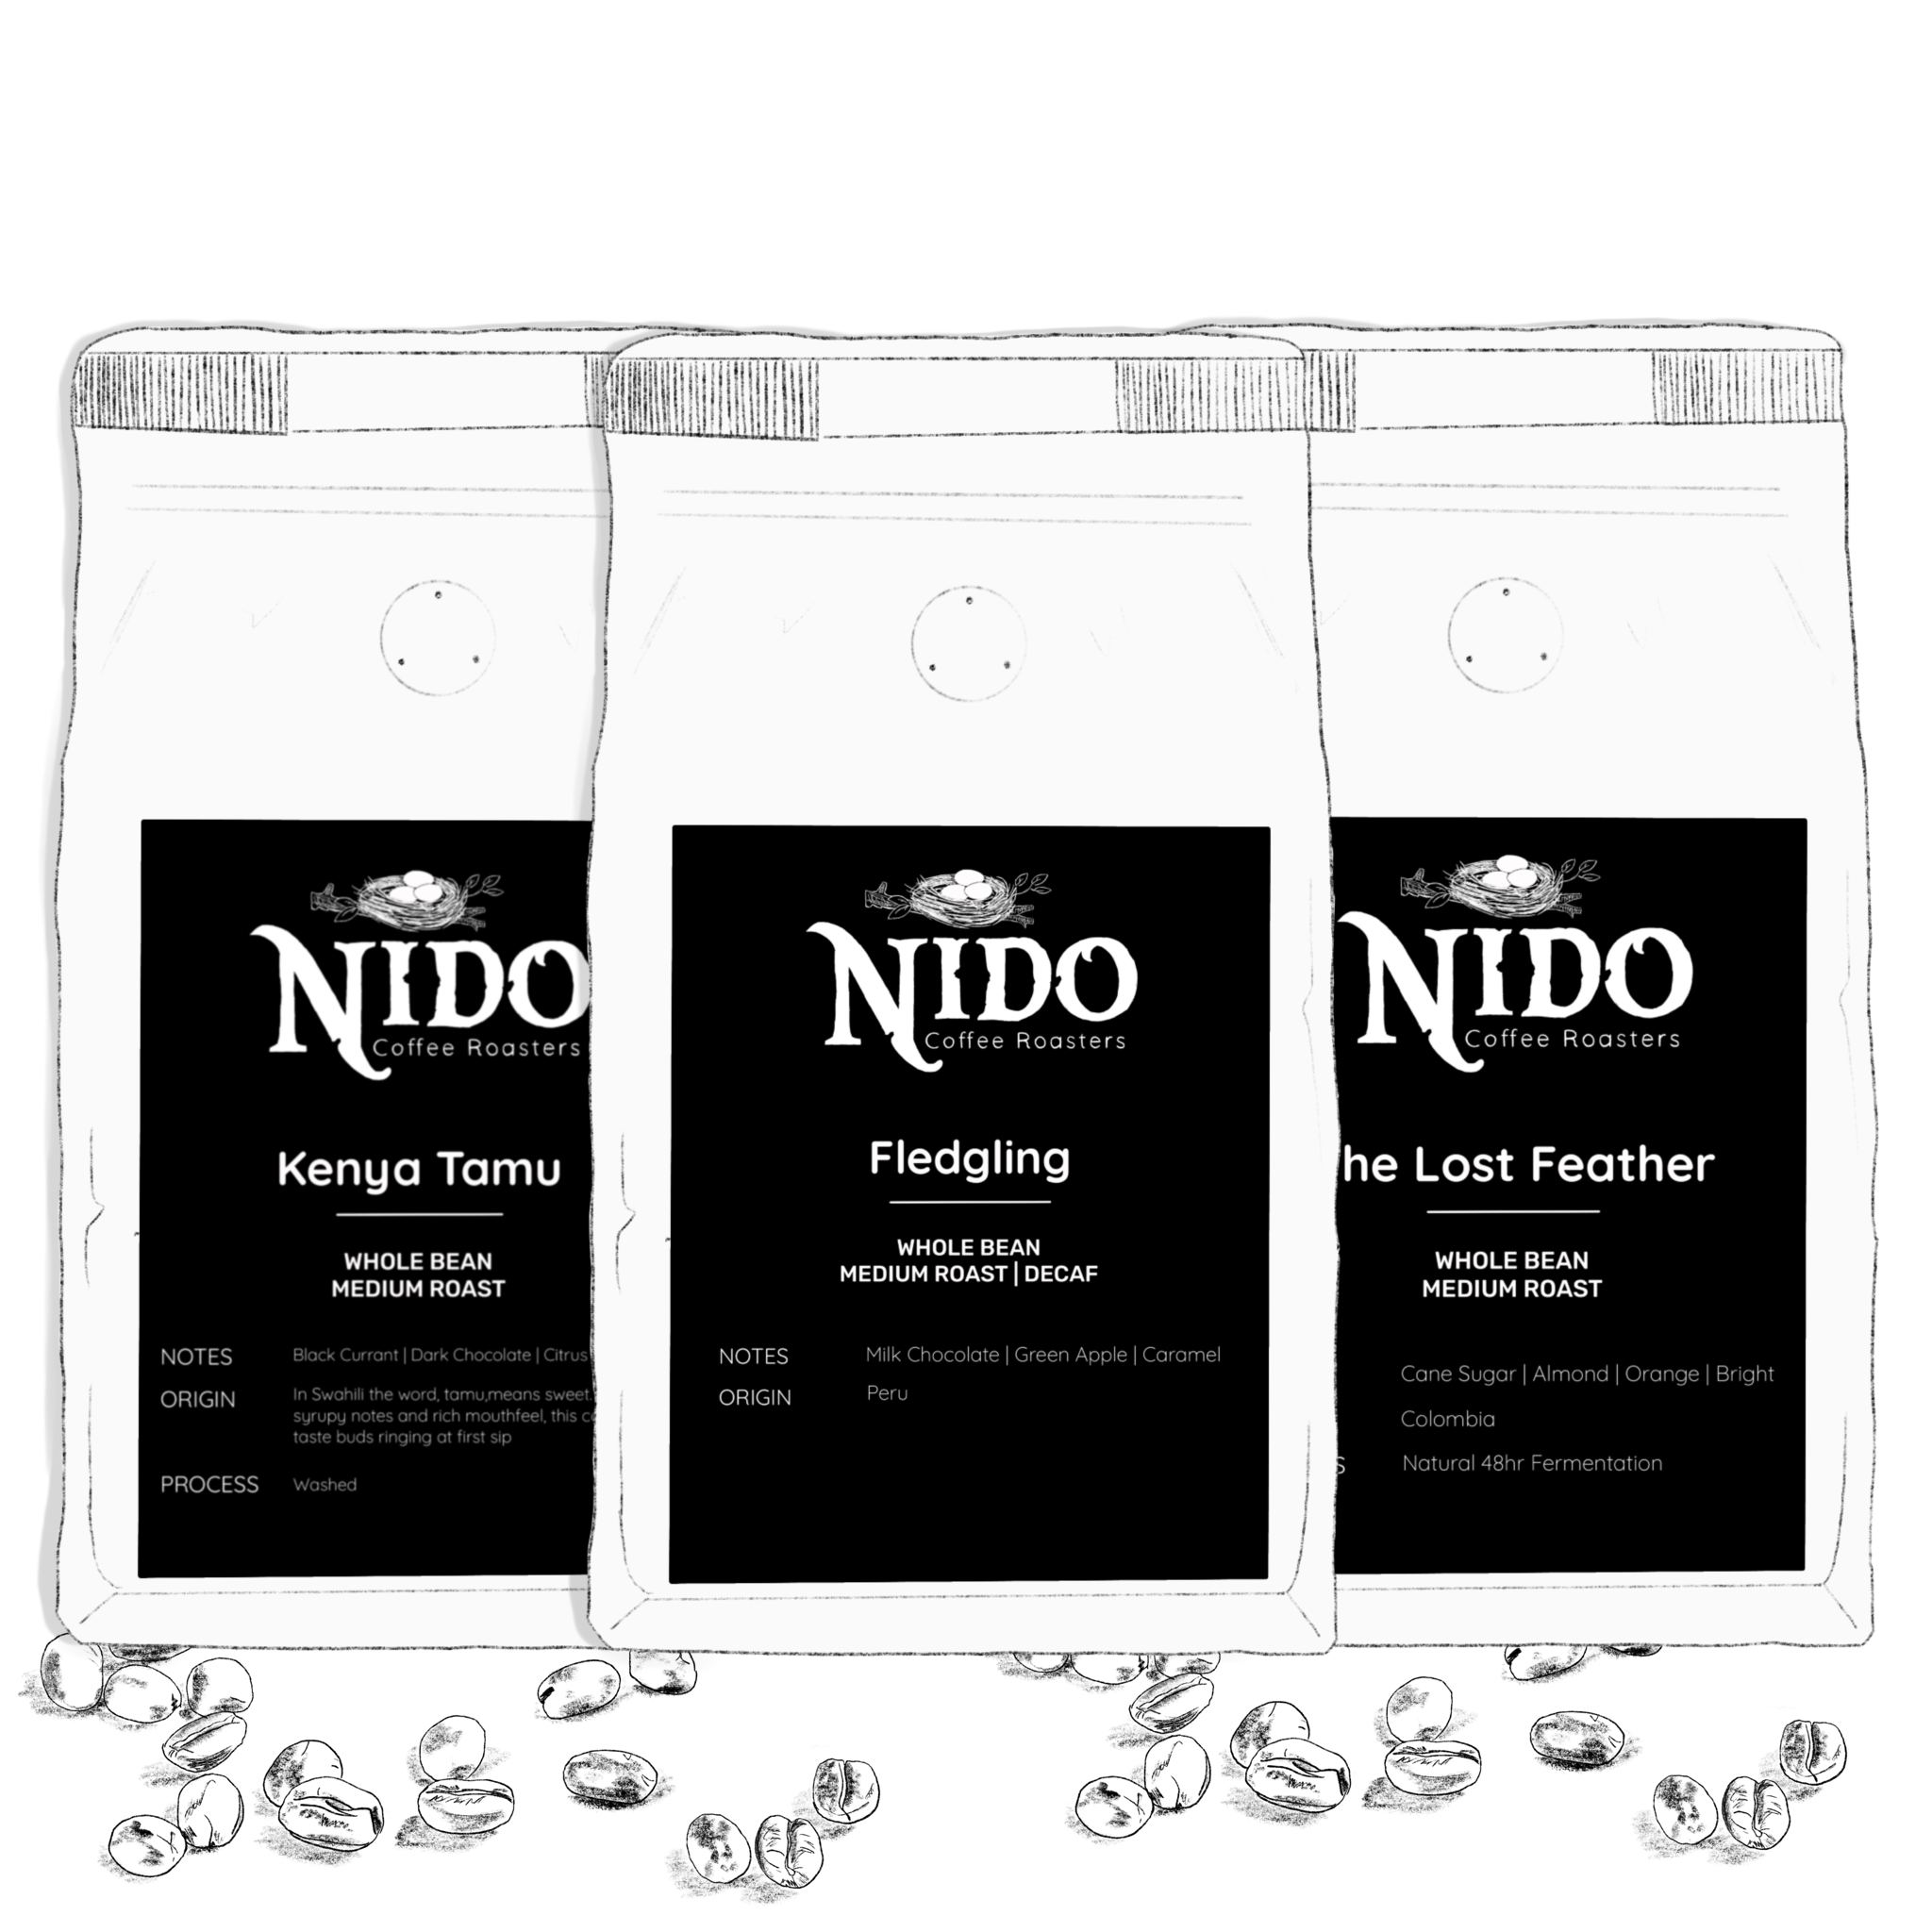 NIDO
Coffee Roasters
Kenya Tamu
WHOLE BEAN
MEDIUM ROAST
NOTES Black Currant | Dark Chocolate | Citrus
ORIGIN In Swahili the word, tamu,means sweet.
syrupy notes and rich mouthfeel, this
taste buds ringing at first sip
PROCESS Washed
NIDO
Coffee Roasters
Fledgling
WHOLE BEAN
MEDIUM ROAST | DECAF
NOTES Milk Chocolate | Green Apple | Caramel
ORIGIN Peru
NIDO
Coffee Roasters
he Lost Feather
WHOLE BEAN
MEDIUM ROAST
Cane Sugar | Almond | Orange | Bright
Colombia
S Natural 48hr Fermentation